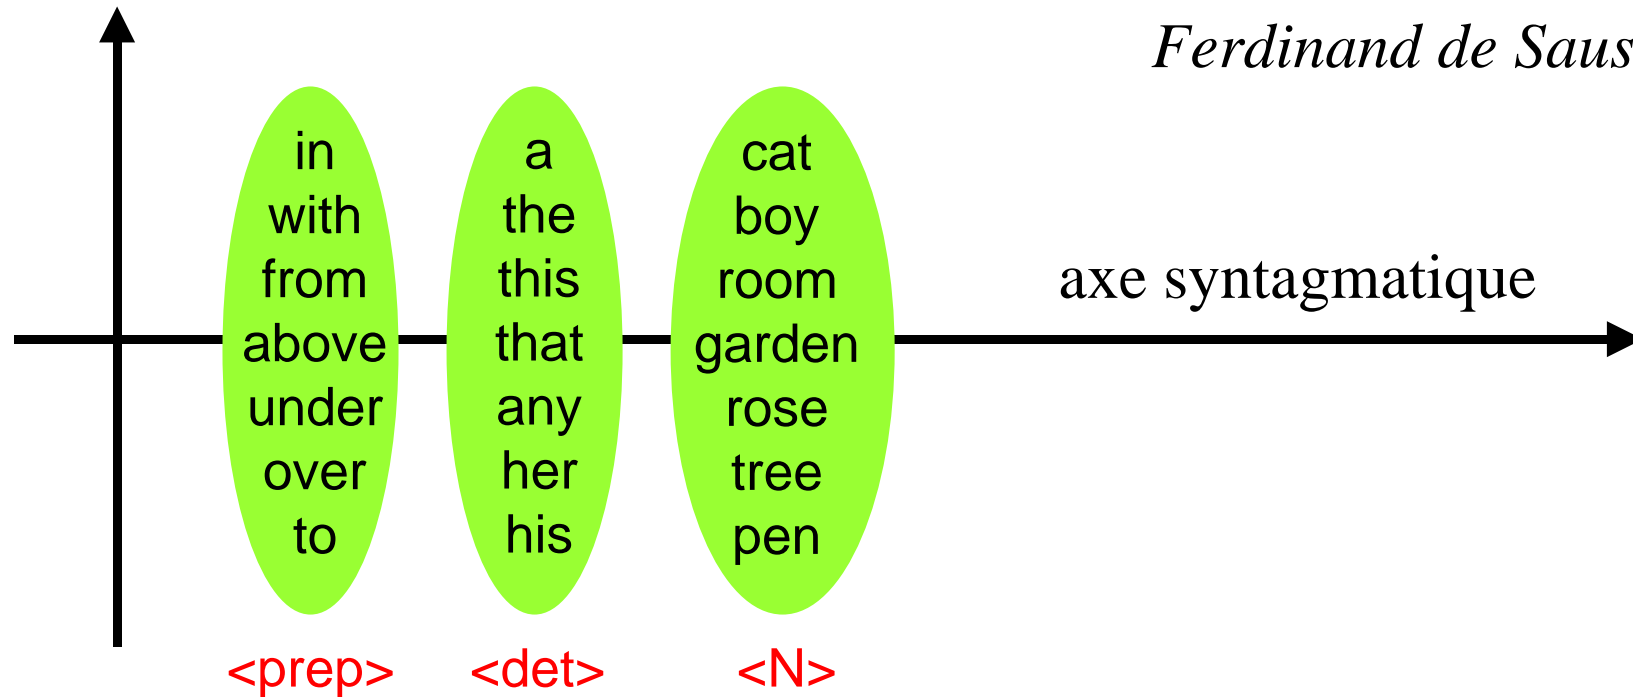 Ferdinand de Saus
in
with
from
above
under
over
to
a
the
this
that
any
her
his
cat
boy
room
garden
rose
tree
pen
axe syntagmatique
<prep>
<det>
<N>